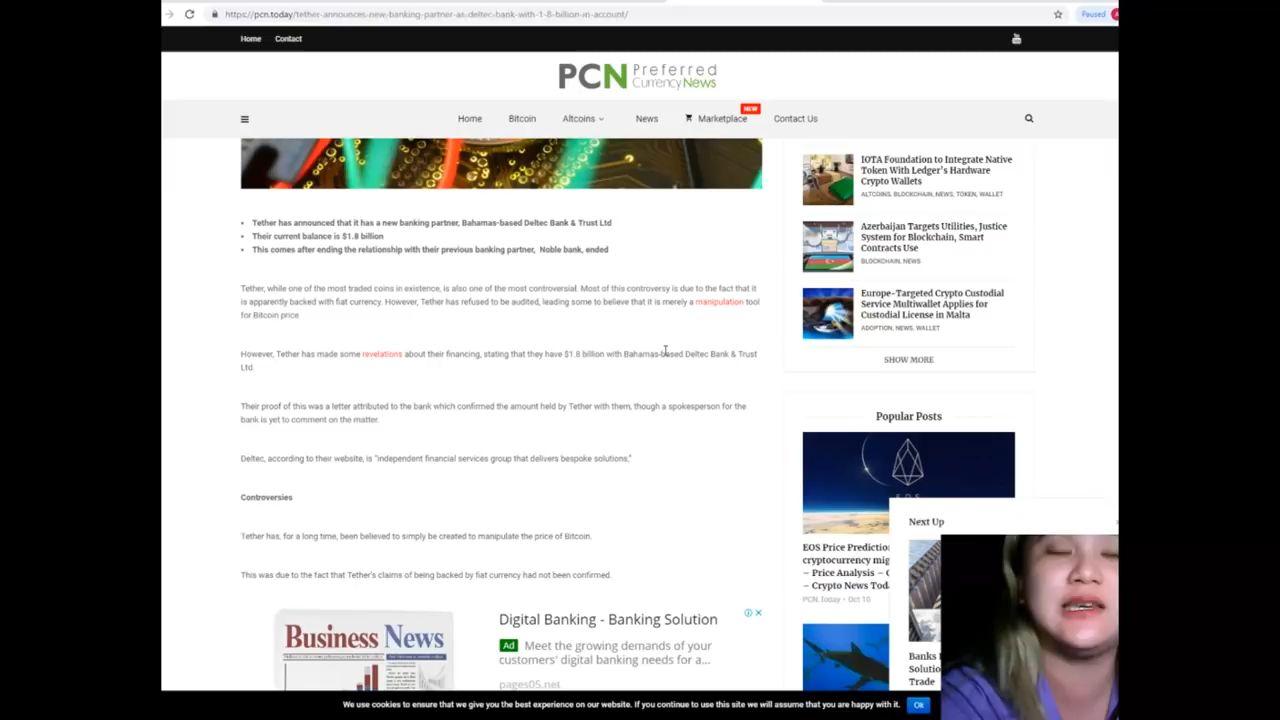 https://pcn.today/tether-announces-new-banking-partner-as-deltec-bank-with-1-8-billion-in-account/
Paused
Home Contact
PCN Preferred
Currency News
Home Bitcoin Altcoins News Marketplace Contact Us
NEW
• Tether has announced that it has a new banking partner, Bahamas-based Deltec Bank & Trust Ltd
• Their current balance is $1.8 billion
• This comes after ending the relationship with their previous banking partner, Noble bank, ended
Tether, while one of the most traded coins in existence, is also one of the most controversial. Most of this controversy is due to the fact that it
is apparently backed with fiat currency. However, Tether has refused to be audited, leading some to believe that it is merely a manipulation tool
for Bitcoin price.
However, Tether has made some revelations about their financing, stating that they have $1.8 billion with Bahamas-based Deltec Bank & Trust
Ltd.
Their proof of this was a letter attributed to the bank which confirmed the amount held by Tether with them, though a spokesperson for the
bank is yet to comment on the matter.
Deltec, according to their website, is "independent financial services group that delivers bespoke solutions,"
Controversies
Tether has, for a long time, been believed to simply be created to manipulate the price of Bitcoin.
This was due to the fact that Tether's claims of being backed by fiat currency had not been confirmed.
Business News
Digital Banking - Banking Solution
Ad Meet the growing demands of your
customers' digital banking needs for a...
pages05.net
IOTA Foundation to Integrate Native
Token With Ledger's Hardware
Crypto Wallets
ALTCOINS, BLOCKCHAIN, NEWS, TOKEN, WALLET
Azerbaijan Targets Utilities, Justice
System for Blockchain, Smart
Contracts Use
BLOCKCHAIN, NEWS
Europe-Targeted Crypto Custodial
Service Multiwallet Applies for
Custodial License in Malta
ADOPTION, NEWS, WALLET
SHOW MORE
Popular Posts
EOS
EOS Price Prediction
cryptocurrency mig
– Price Analysis – C
– Crypto News Toda
PCN.Today • Oct 10
Next Up
Banks
Solutio
Trade
We use cookies to ensure that we give you the best experience on our website. If you continue to use this site we will assume that you are happy with it. Ok